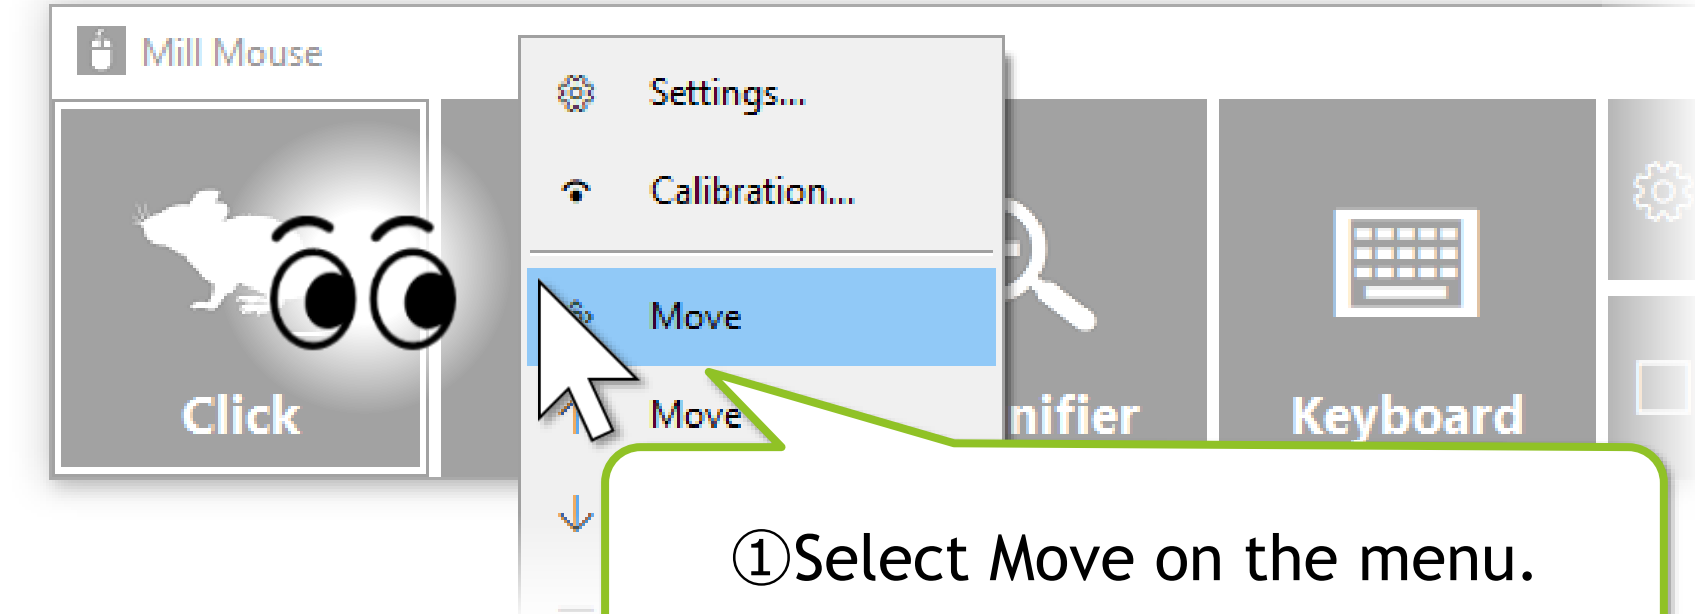 Mill Mouse
Settings...
Calibration...
Move
Move
Click
nifier
Keyboard
①Select Move on the menu.